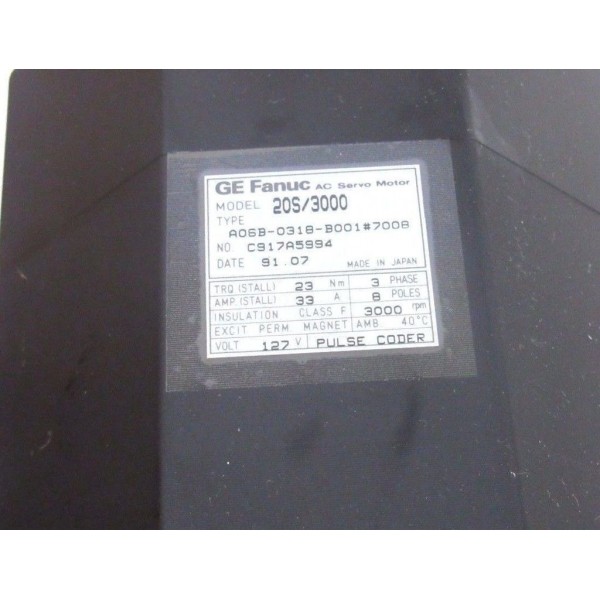 GE Fanuc AC Servo Motor
MODEL 20S/3000
TYPE
A06B-0318-B001#7008
NO. C917A5994
DATE 91.07 MADE IN JAPAN
TRQ (STALL) 23 Nm 3 PHASE
AMP (STALL) 33 A 8 POLES
INSULATION CLASS F 3000 rpm
EXCIT PERM MAGNET AMB 40°C
VOLT 127 V PULSE CODER